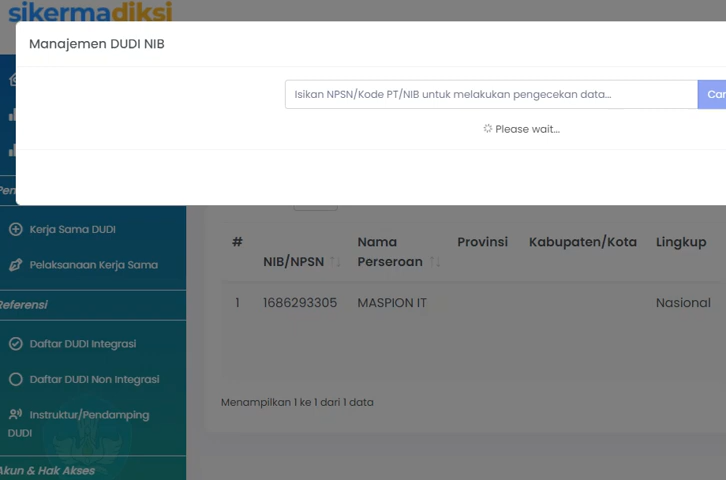 sikermadiksi
Manajemen DUDI NIB
Isikan NPSN/Kode PT/NIB untuk melakukan pengecekan data...
Car
Please wait...
Pen
Kerja Sama DUDI
Pelaksanaan Kerja Sama
Referensi
Daftar DUDI Integrasi
Daftar DUDI Non Integrasi
Instruktur/Pendamping
DUDI
Akun & Hak Akses
# NIB/NPSN Nama Perseroan Provinsi Kabupaten/Kota Lingkup
1 1686293305 MASPION IT Nasional
Menampilkan 1 ke 1 dari 1 data